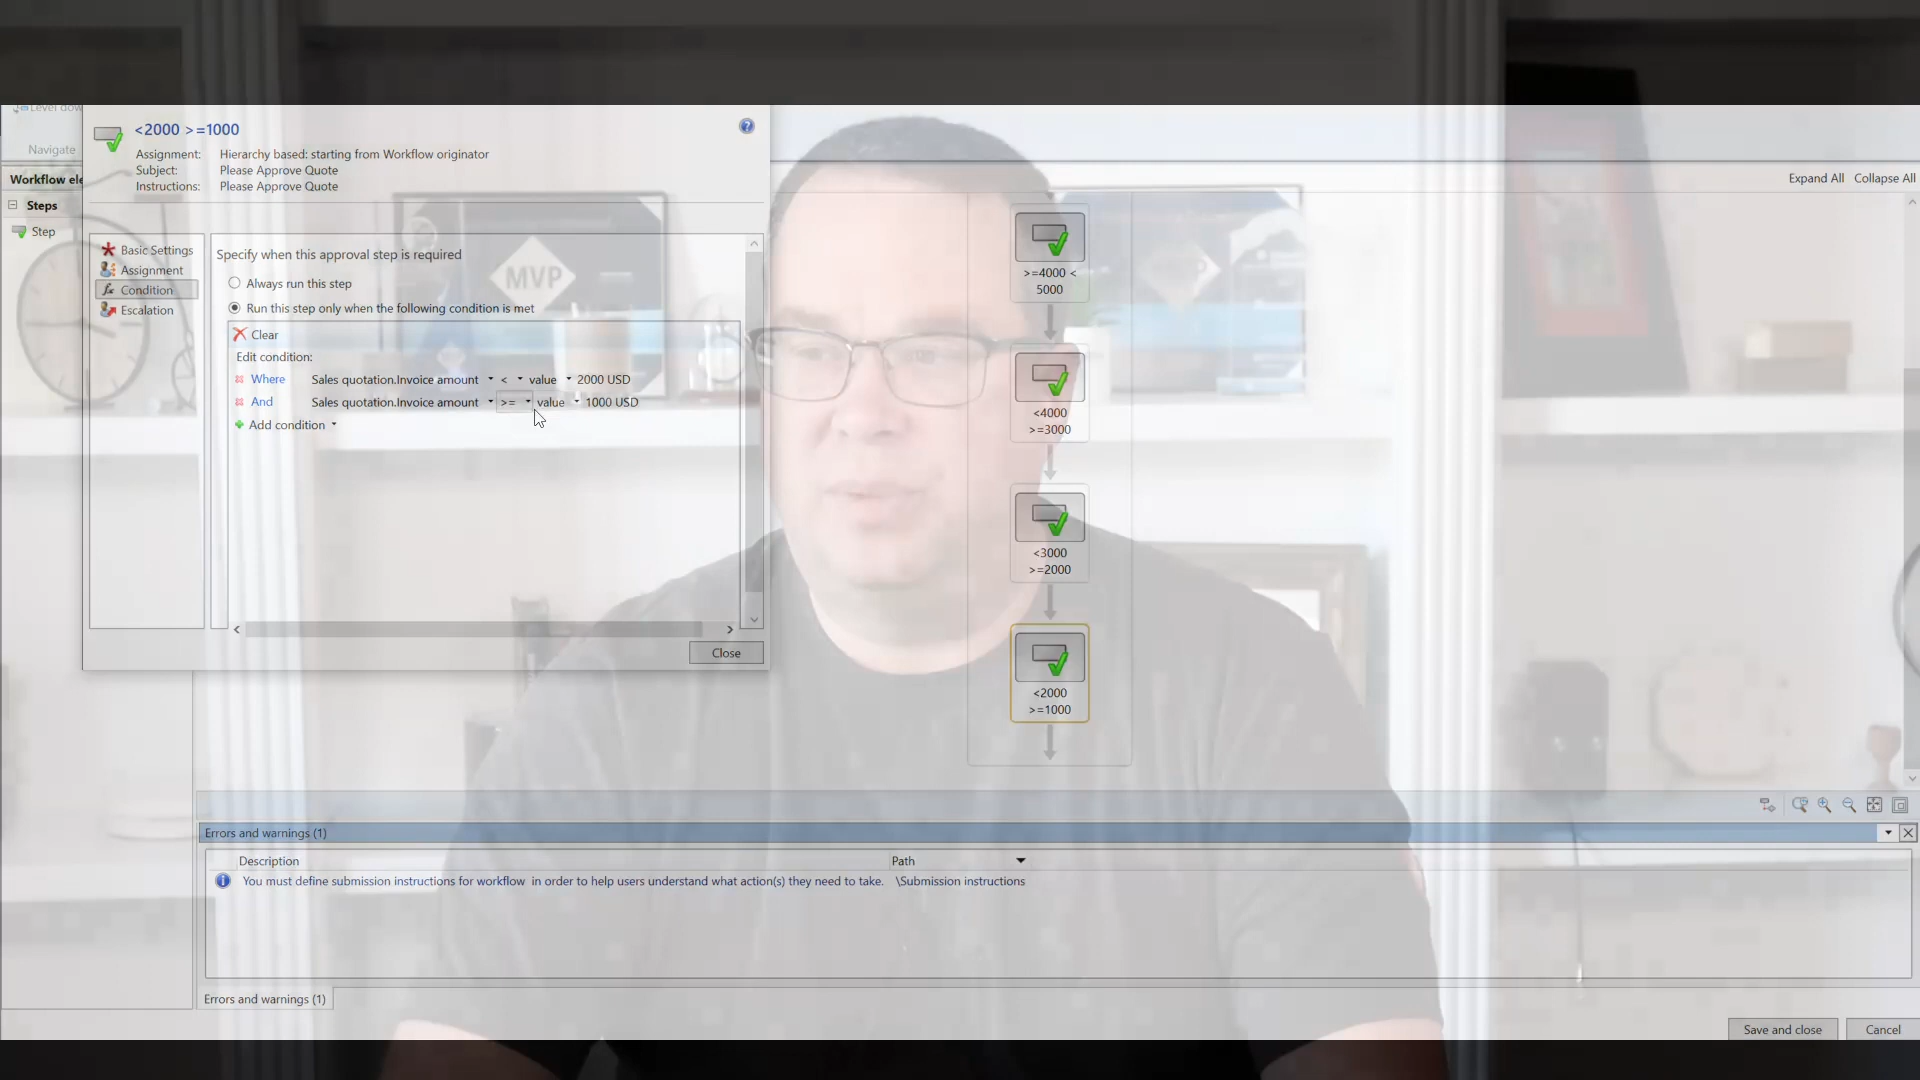 Level dow
Navigate
Workflow ele
Steps
Step
<2000 >=1000
Assignment: Hierarchy based: starting from Workflow originator
Subject: Please Approve Quote
Instructions: Please Approve Quote
Basic Settings
Assignment
Condition
Escalation
Specify when this approval step is required
Always run this step
Run this step only when the following condition is met
Clear
Edit condition:
Where Sales quotation.Invoice amount < value 2000 USD
And Sales quotation.Invoice amount >= value 1000 USD
Add condition
Close
MVP
Expand All Collapse All
>=4000 <
5000
<4000
>=3000
<3000
>=2000
<2000
>=1000
Errors and warnings (1)
Description Path
You must define submission instructions for workflow in order to help users understand what action(s) they need to take. \Submission instructions
Errors and warnings (1)
Save and close Cancel